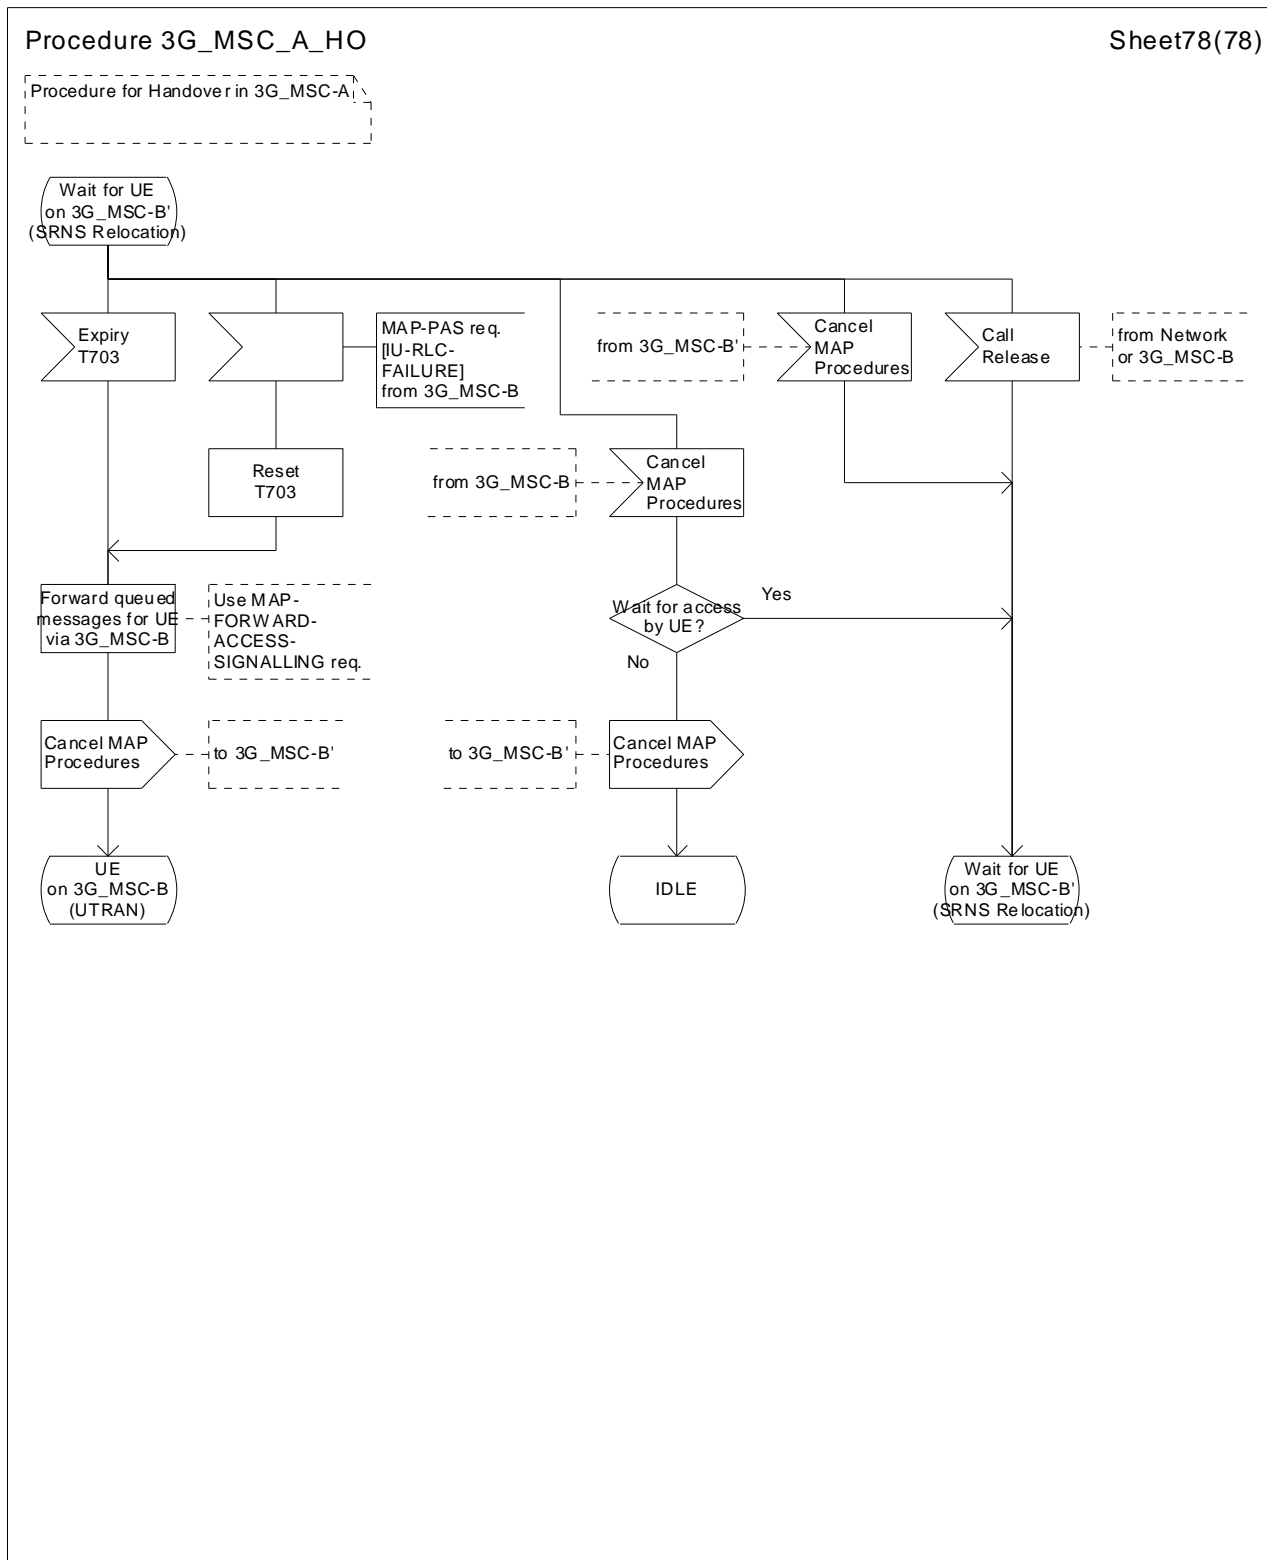 Procedure 3G_MSC_A_HO
Sheet78(78)
Procedure for Handover in 3G_MSC-A
Wait for UE
on 3G_MSC-B'
(SRNS Relocation)
Expiry
T703
MAP-PAS req.
[IU-RLC-
FAILURE]
from 3G_MSC-B
from 3G_MSC-B'
Cancel
MAP
Procedures
Call
Release
from Network
or 3G_MSC-B
Reset
T703
from 3G_MSC-B
Cancel
MAP
Procedures
Forward queued
messages for UE
via 3G_MSC-B
Use MAP-
FORWARD-
ACCESS-
SIGNALLING req.
Wait for access
by UE?
Yes
No
Cancel MAP
Procedures
to 3G_MSC-B'
to 3G_MSC-B'
Cancel MAP
Procedures
UE
on 3G_MSC-B
(UTRAN)
IDLE
Wait for UE
on 3G_MSC-B'
(SRNS Relocation)